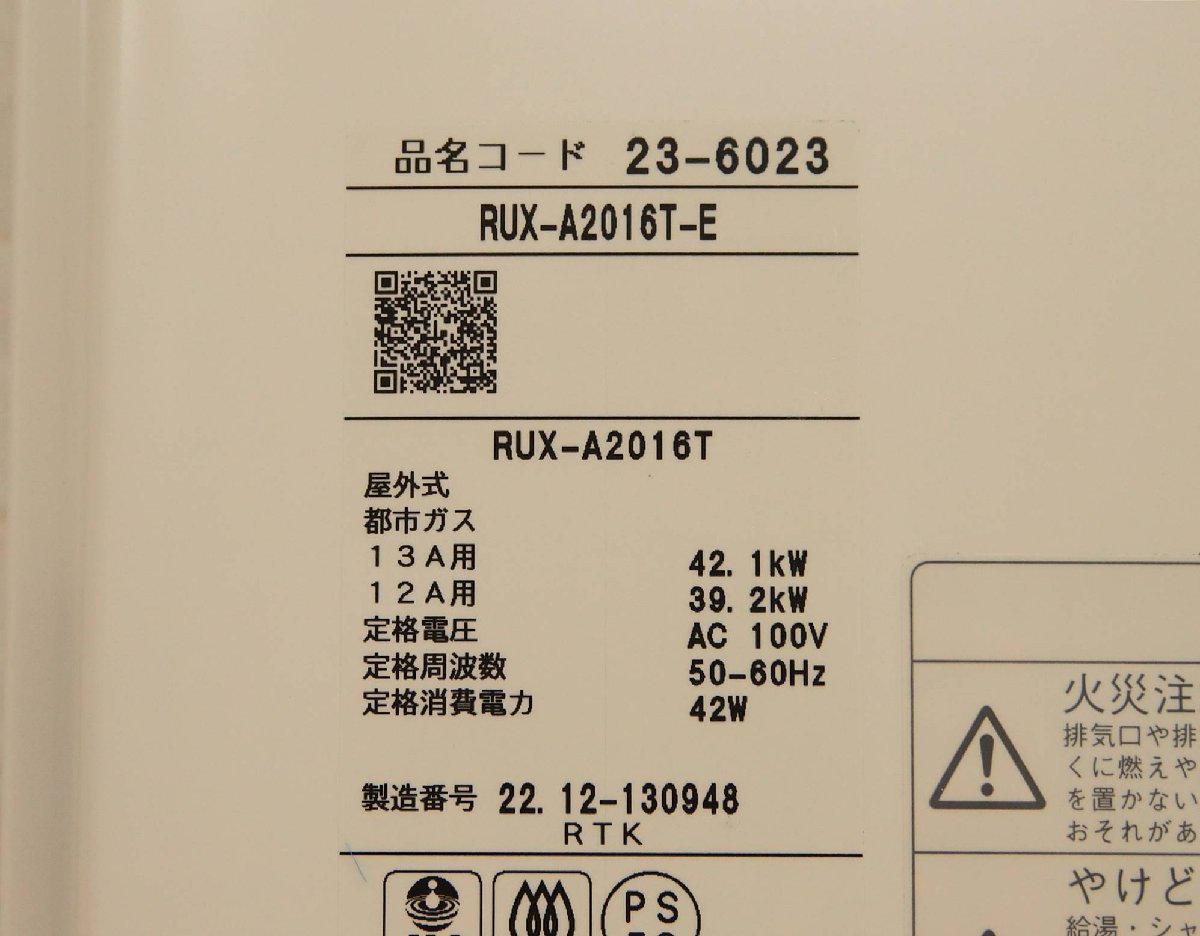 品名コード 23-6023
RUX-A2016T-E
RUX-A2016T
屋外式
都市ガス
13A用 42.1kW
12A用 39.2kW
定格電圧 AC 100V
定格周波数 50-60Hz
定格消費電力 42W
製造番号 22.12-130948
RTK
PS
火災注
排気口や排
くに燃えや
を置かない
おそれがあ
やけど
給湯・シャ